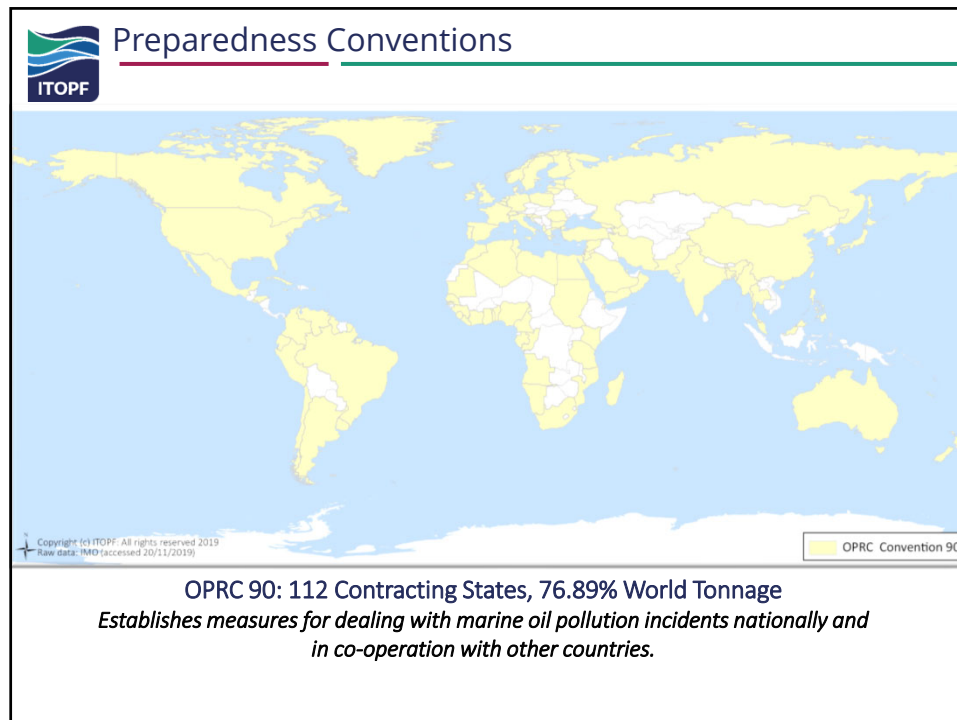 Preparedness Conventions
ITOPF
Copyright (c) ITOPF. All rights reserved 2019
Raw data: IMO (accessed 20/11/2019)
OPRC Convention 90
OPRC 90: 112 Contracting States, 76.89% World Tonnage
Establishes measures for dealing with marine oil pollution incidents nationally and
in co-operation with other countries.